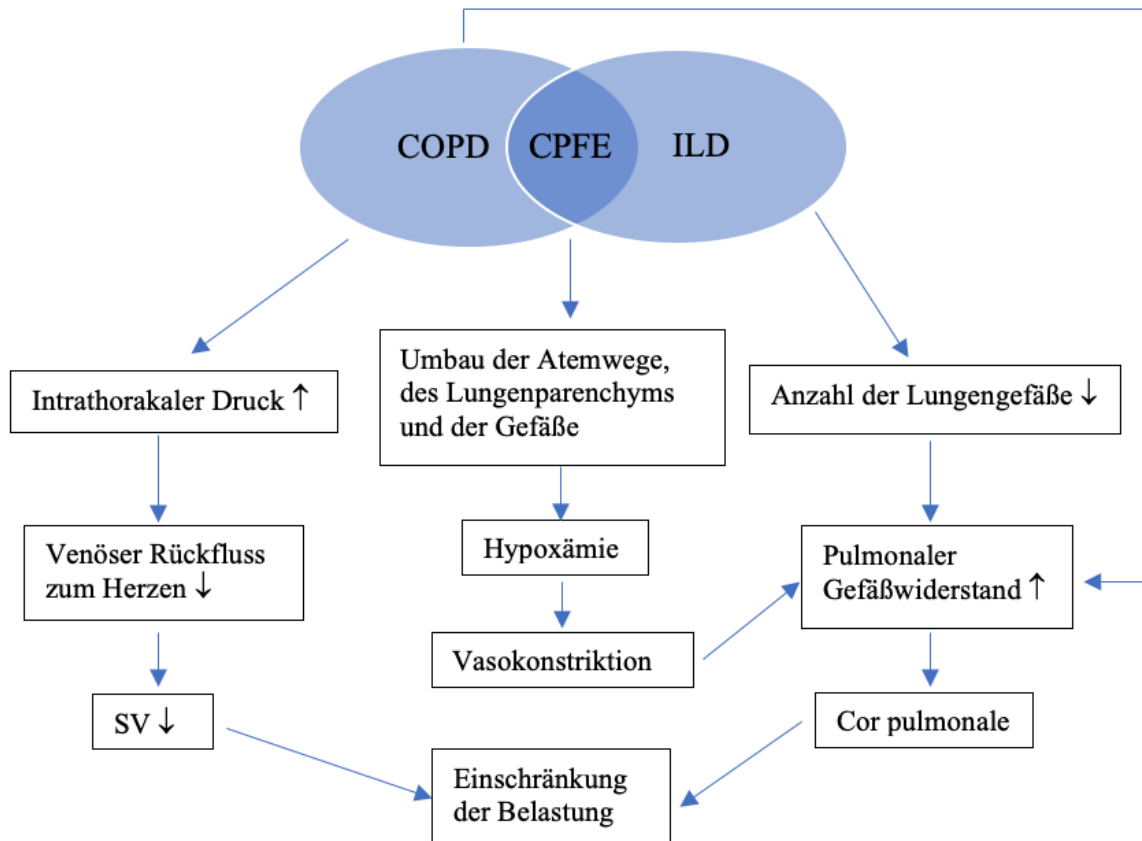 COPD
CPFE
ILD
Intrathorakaler Druck ↑
Umbau der Atemwege,
des Lungenparenchyms
und der Gefäße
Anzahl der Lungengefäße ↓
Venöser Rückfluss
zum Herzen ↓
Hypoxämie
Pulmonaler
Gefäßwiderstand ↑
Vasokonstriktion
SV ↓
Cor pulmonale
Einschränkung
der Belastung